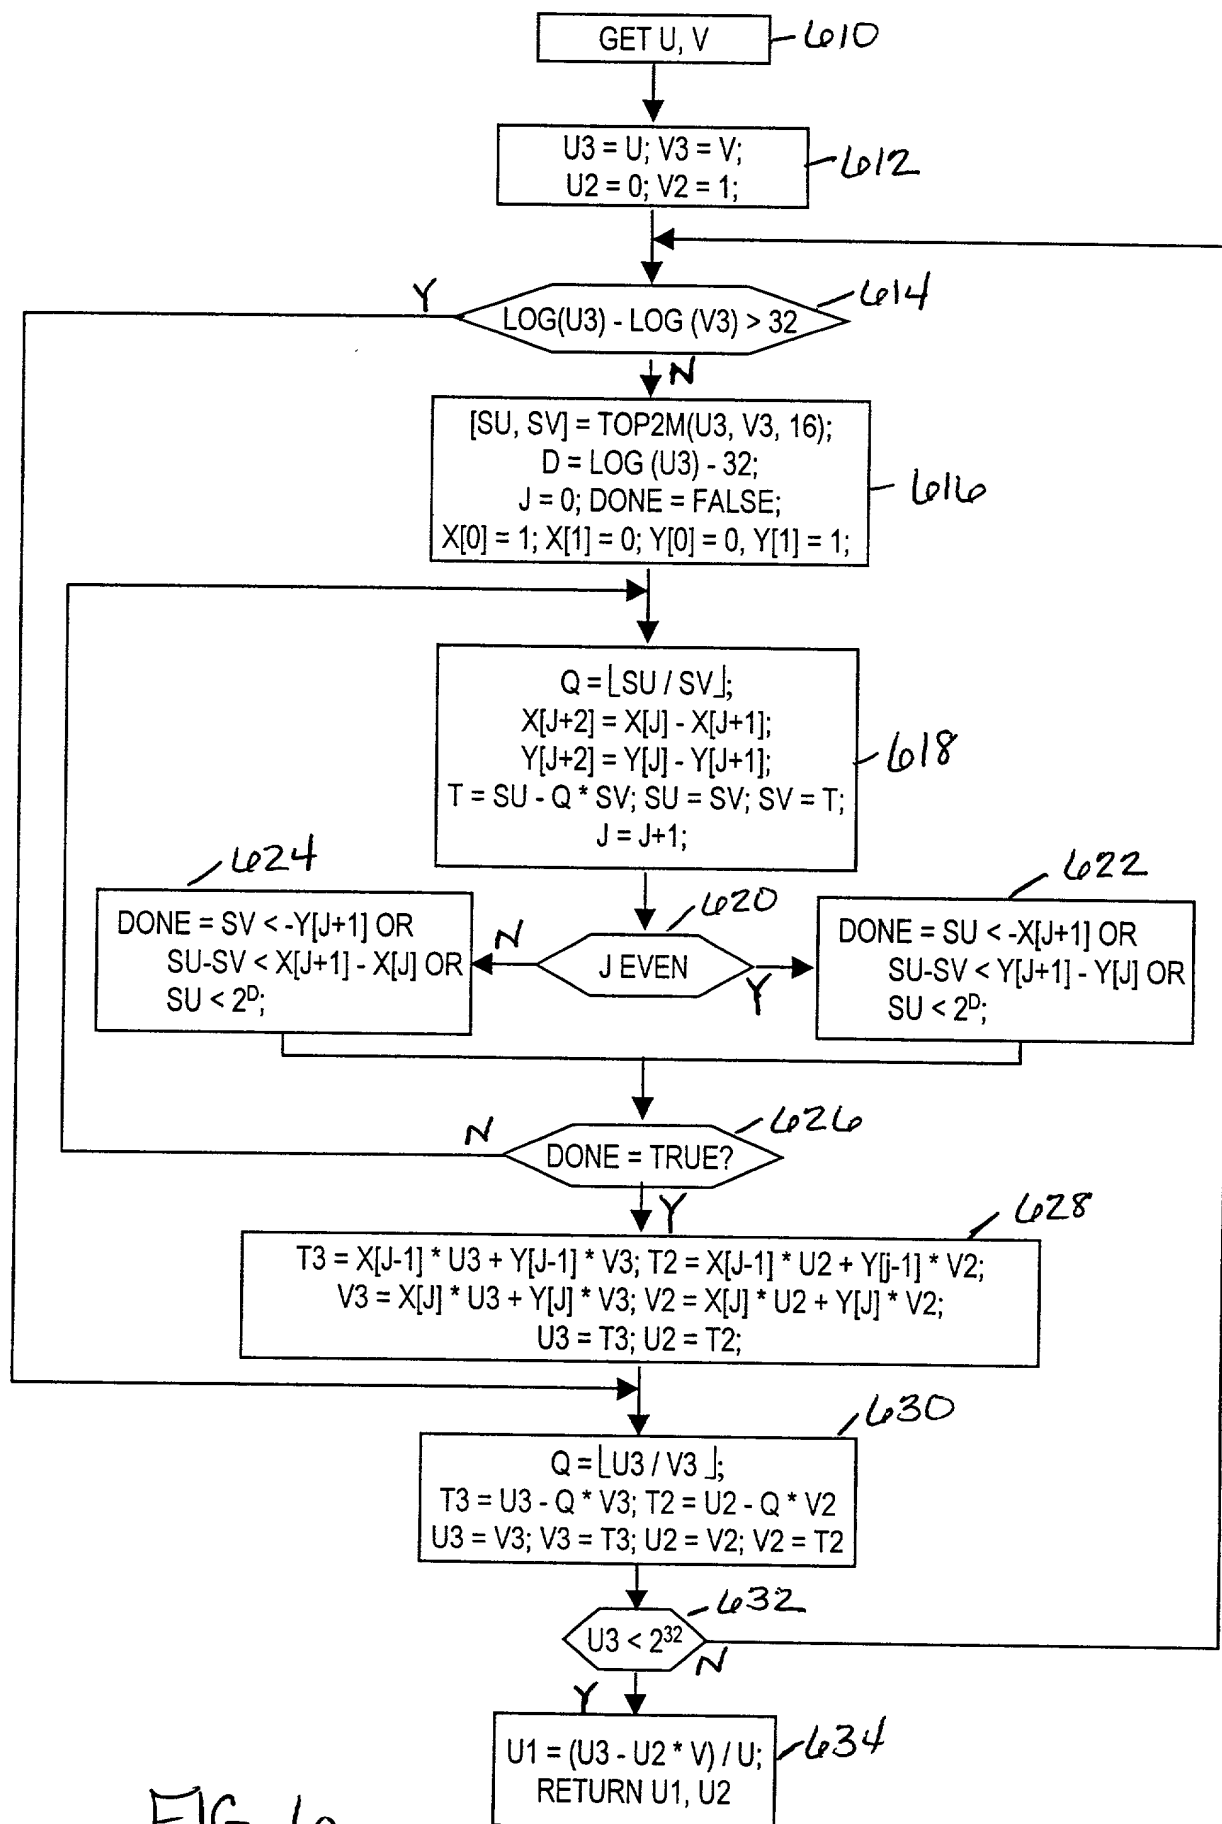 GET U, V
610
U3 = U; V3 = V;
U2 = 0; V2 = 1;
612
Y
614
LOG(U3) - LOG (V3) > 32
N
[SU, SV] = TOP2M(U3, V3, 16);
D = LOG (U3) - 32;
J = 0; DONE = FALSE;
X[0] = 1; X[1] = 0; Y[0] = 0, Y[1] = 1;
616
Q = ⌊SU / SV⌋;
X[J+2] = X[J] - X[J+1];
Y[J+2] = Y[J] - Y[J+1];
T = SU - Q * SV; SU = SV; SV = T;
J = J+1;
618
624
DONE = SV < -Y[J+1] OR
SU-SV < X[J+1] - X[J] OR
SU < 2ᴰ;
N
620
J EVEN
Y
622
DONE = SU < -X[J+1] OR
SU-SV < Y[J+1] - Y[J] OR
SU < 2ᴰ;
N
626
DONE = TRUE?
Y
628
T3 = X[J-1] * U3 + Y[J-1] * V3; T2 = X[J-1] * U2 + Y[j-1] * V2;
V3 = X[J] * U3 + Y[J] * V3; V2 = X[J] * U2 + Y[J] * V2;
U3 = T3; U2 = T2;
630
Q = ⌊U3 / V3 ⌋;
T3 = U3 - Q * V3; T2 = U2 - Q * V2
U3 = V3; V3 = T3; U2 = V2; V2 = T2
632
U3 < 2³²
N
Y
U1 = (U3 - U2 * V) / U;
RETURN U1, U2
634
FIG. 6